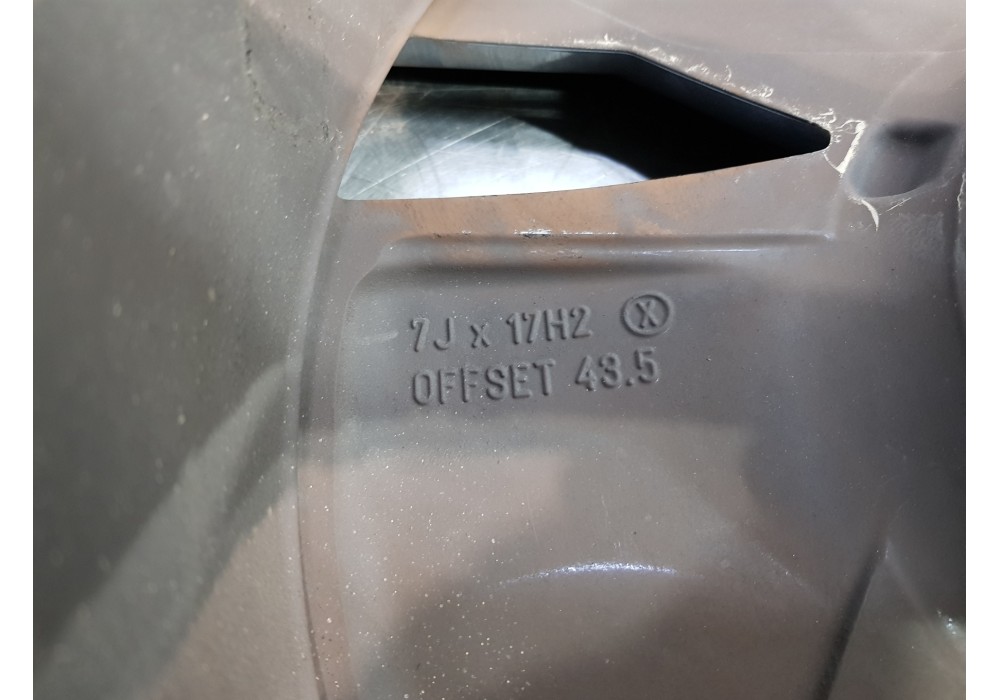 7J x 17H2 Ⓧ
OFFSET 43.5